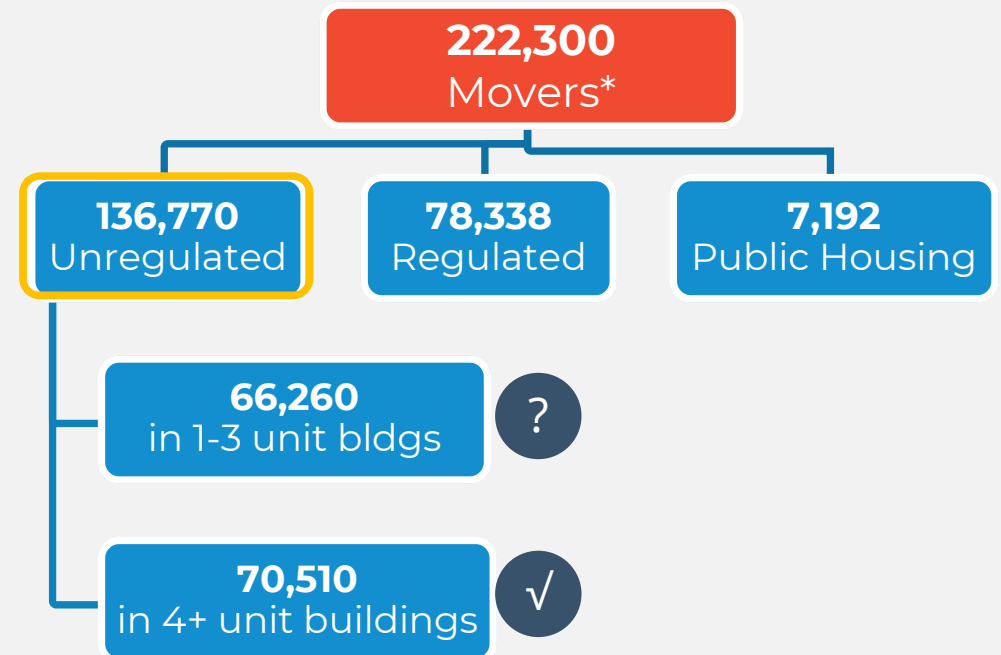 222,300
Movers*
136,770
Unregulated
78,338
Regulated
7,192
Public Housing
66,260
in 1-3 unit bldgs
?
70,510
in 4+ unit buildings
√